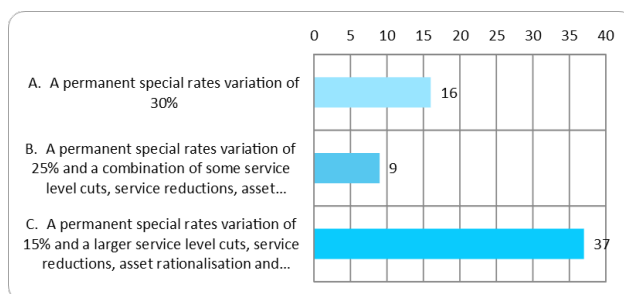 0 5 10 15 20 25 30 35 40
A. A permanent special rates variation of
30%
16
B. A permanent special rates variation of
25% and a combination of some service
level cuts, service reductions, asset...
9
C. A permanent special rates variation of
15% and a larger service level cuts, service
reductions, asset rationalisation and...
37